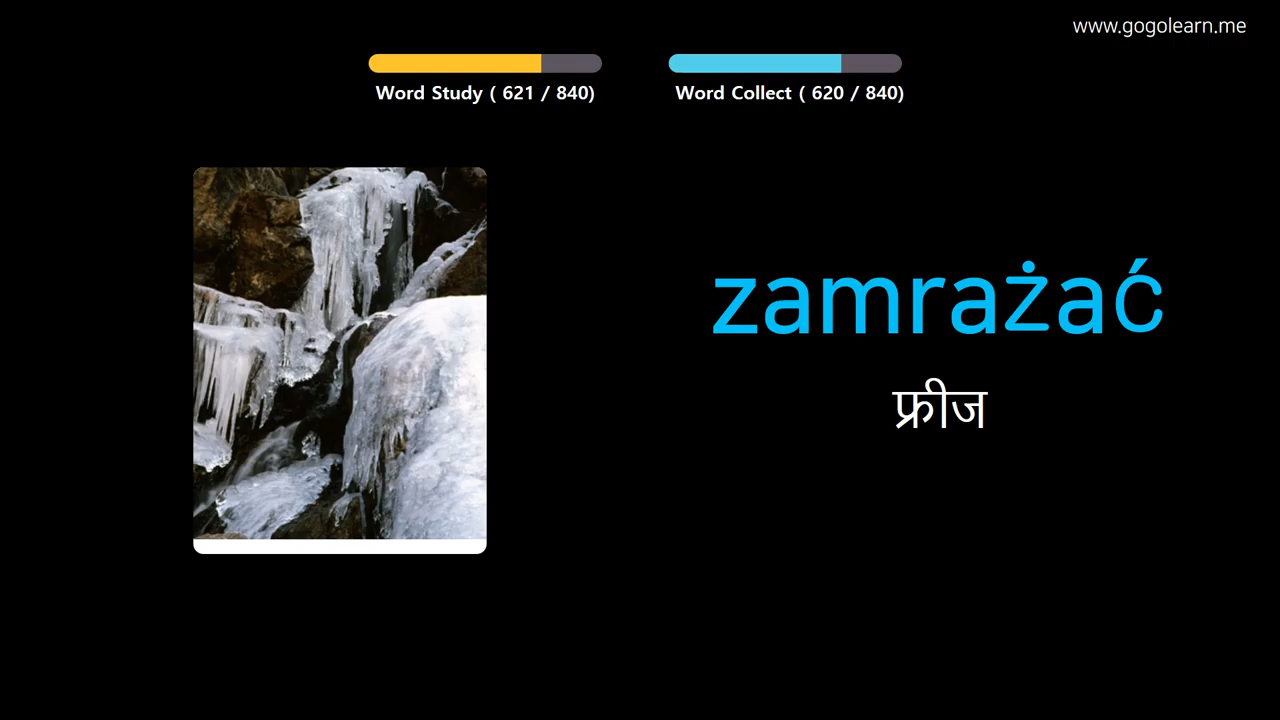 www.gogolearn.me
Word Study ( 621 / 840)
Word Collect ( 620 / 840)
zamrażać
फ्रीज